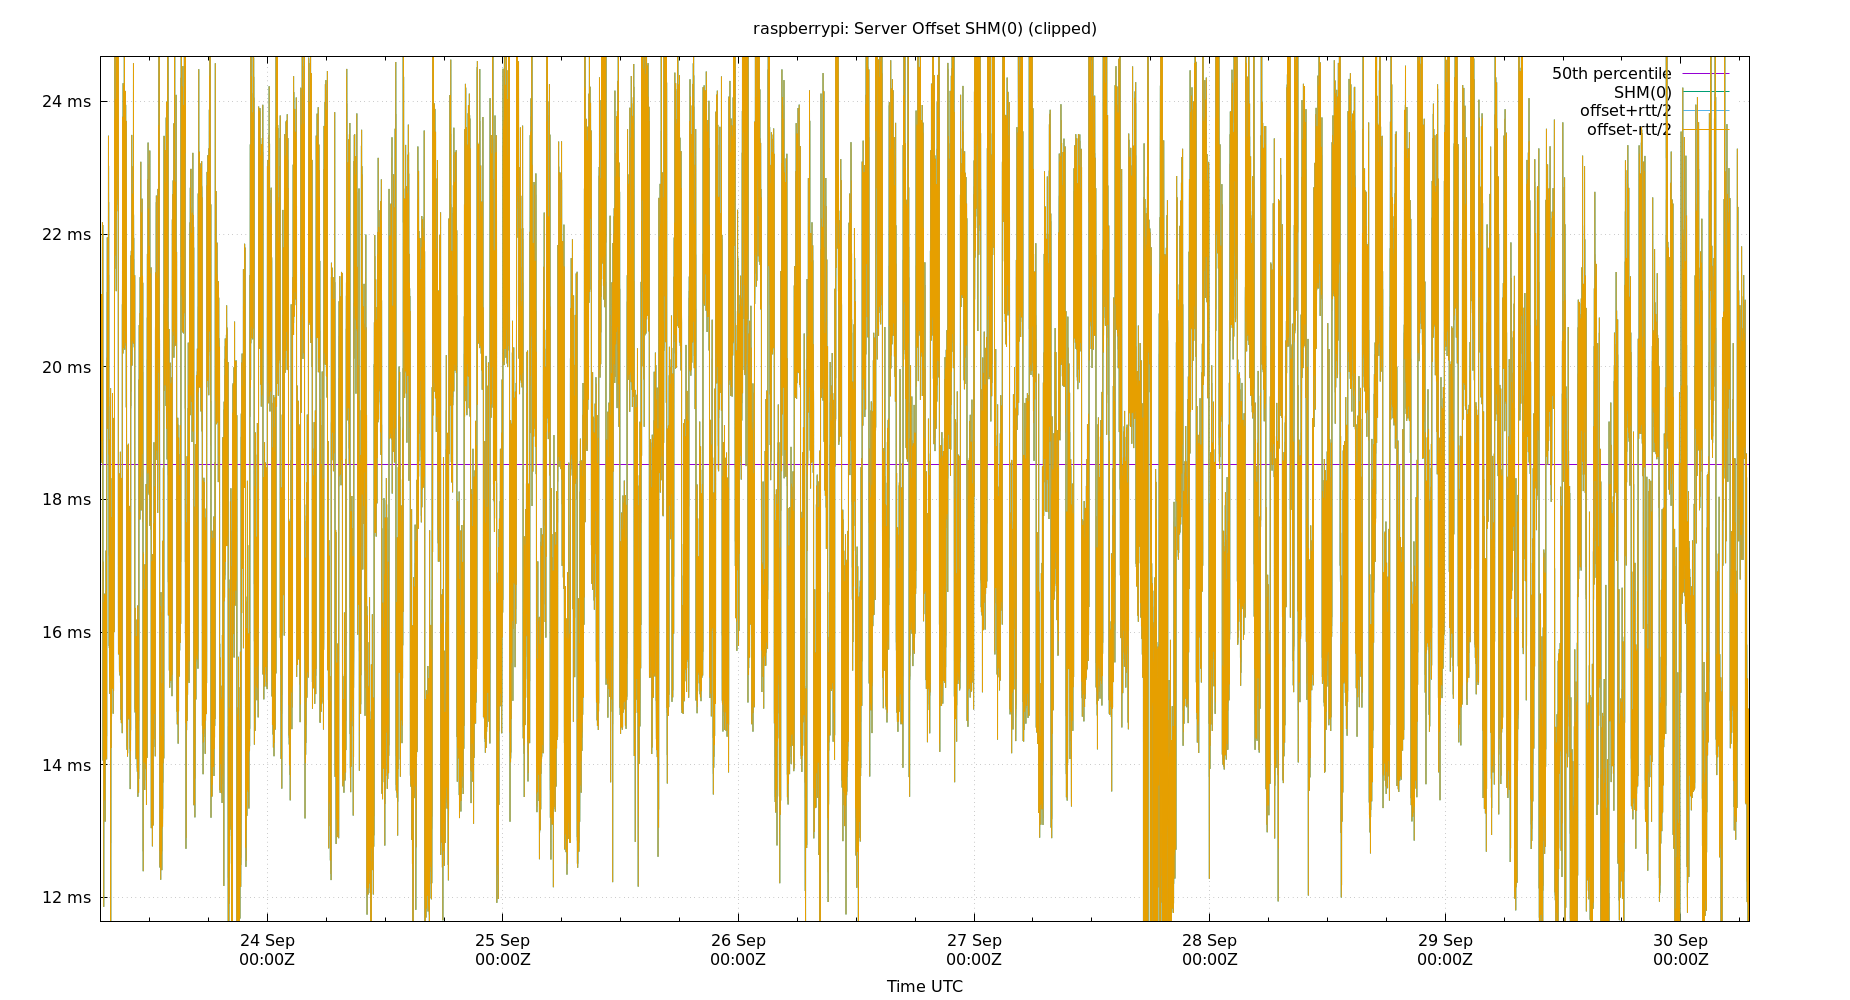 raspberrypi: Server Offset SHM(0) (clipped)
50th percentile
SHM(0)
offset+rtt/2
offset-rtt/2
24 ms
22 ms
20 ms
18 ms
16 ms
14 ms
12 ms
24 Sep 25 Sep 26 Sep 27 Sep 28 Sep 29 Sep 30 Sep
00:00Z 00:00Z 00:00Z 00:00Z 00:00Z 00:00Z 00:00Z
Time UTC